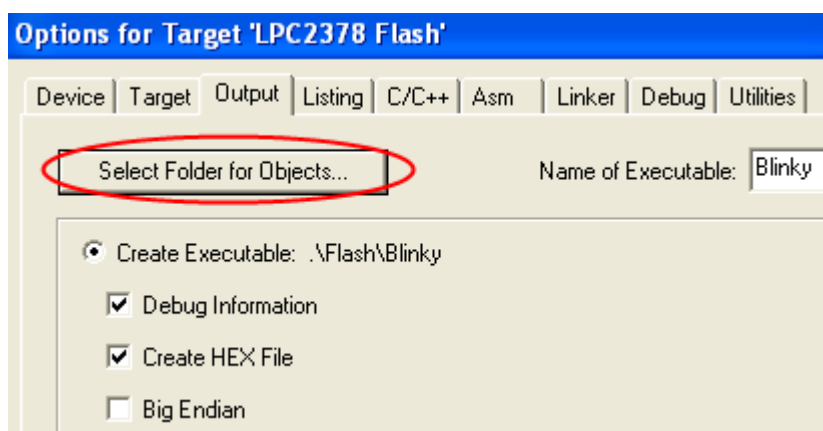 Options for Target 'LPC2378 Flash'
Device Target Output Listing C/C++ Asm Linker Debug Utilities
Select Folder for Objects... Name of Executable: Blinky
Create Executable: .\Flash\Blinky
Debug Information
Create HEX File
Big Endian